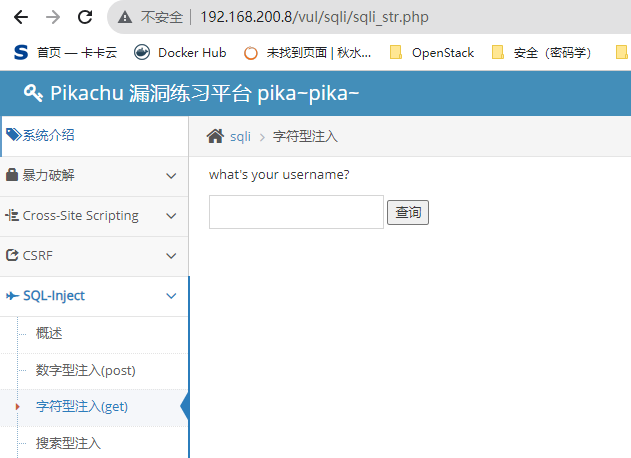 不安全 192.168.200.8/vul/sqli/sqli_str.php
S 首页 — 卡卡云 Docker Hub 未找到页面 | 秋水... OpenStack 安全（密码学）
Pikachu 漏洞练习平台 pika~pika~
系统介绍
sqli > 字符型注入
暴力破解
what's your username?
查询
Cross-Site Scripting
CSRF
SQL-Inject
概述
数字型注入(post)
字符型注入(get)
搜索型注入